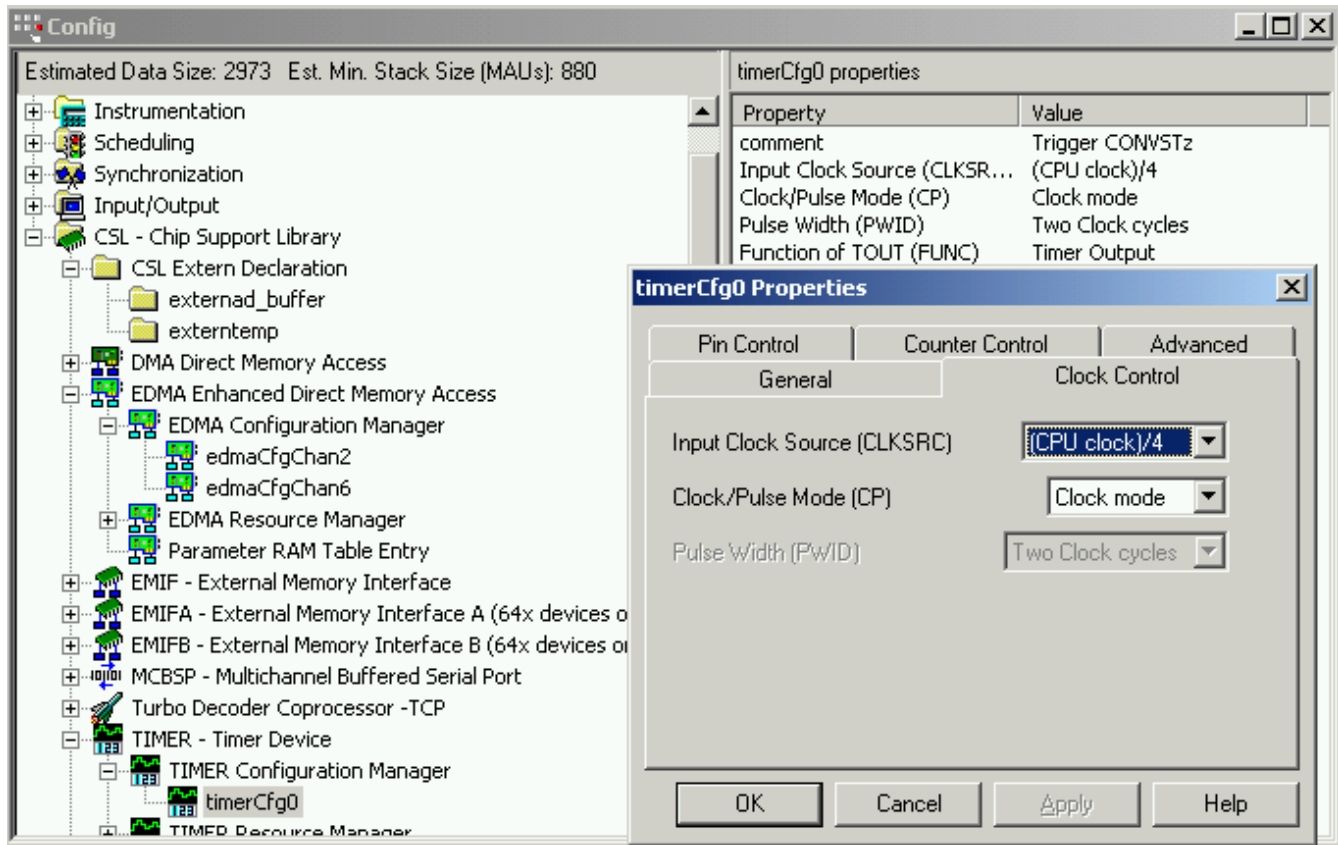 Config
Estimated Data Size: 2973 Est. Min. Stack Size (MAUs): 880
Instrumentation
Scheduling
Synchronization
Input/Output
CSL - Chip Support Library
CSL Extern Declaration
externad_buffer
externtemp
DMA Direct Memory Access
EDMA Enhanced Direct Memory Access
EDMA Configuration Manager
edmaCfgChan2
edmaCfgChan6
EDMA Resource Manager
Parameter RAM Table Entry
EMIF - External Memory Interface
EMIFA - External Memory Interface A (64x devices o
EMIFB - External Memory Interface B (64x devices o
MCBSP - Multichannel Buffered Serial Port
Turbo Decoder Coprocessor -TCP
TIMER - Timer Device
TIMER Configuration Manager
timerCfg0
TIMER Resource Manager
timerCfg0 properties
Property Value
comment Trigger CONVSTz
Input Clock Source (CLKSR... (CPU clock)/4
Clock/Pulse Mode (CP) Clock mode
Pulse Width (PWID) Two Clock cycles
Function of TOUT (FUNC) Timer Output
timerCfg0 Properties
Pin Control Counter Control Advanced
General Clock Control
Input Clock Source (CLKSRC) (CPU clock)/4
Clock/Pulse Mode (CP) Clock mode
Pulse Width (PWID) Two Clock cycles
OK Cancel Apply Help